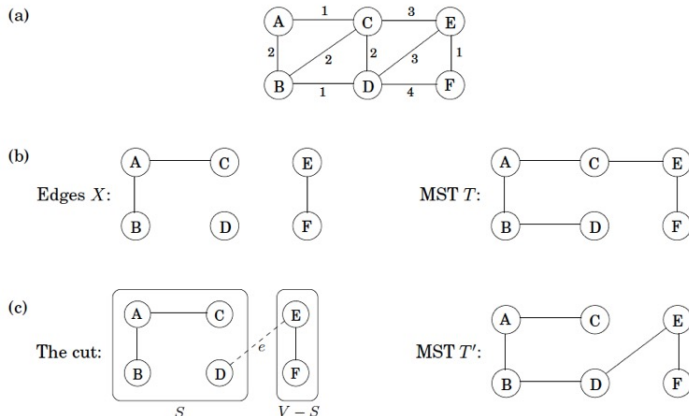 (a)
A 1 C 3 E
2 2 2 3 1
B 1 D 4 F
(b)
A C E
Edges X:
B D F
A C E
MST T:
B D F
(c)
A C E
The cut:
e
B D F
S V − S
A C E
MST T′:
B D F